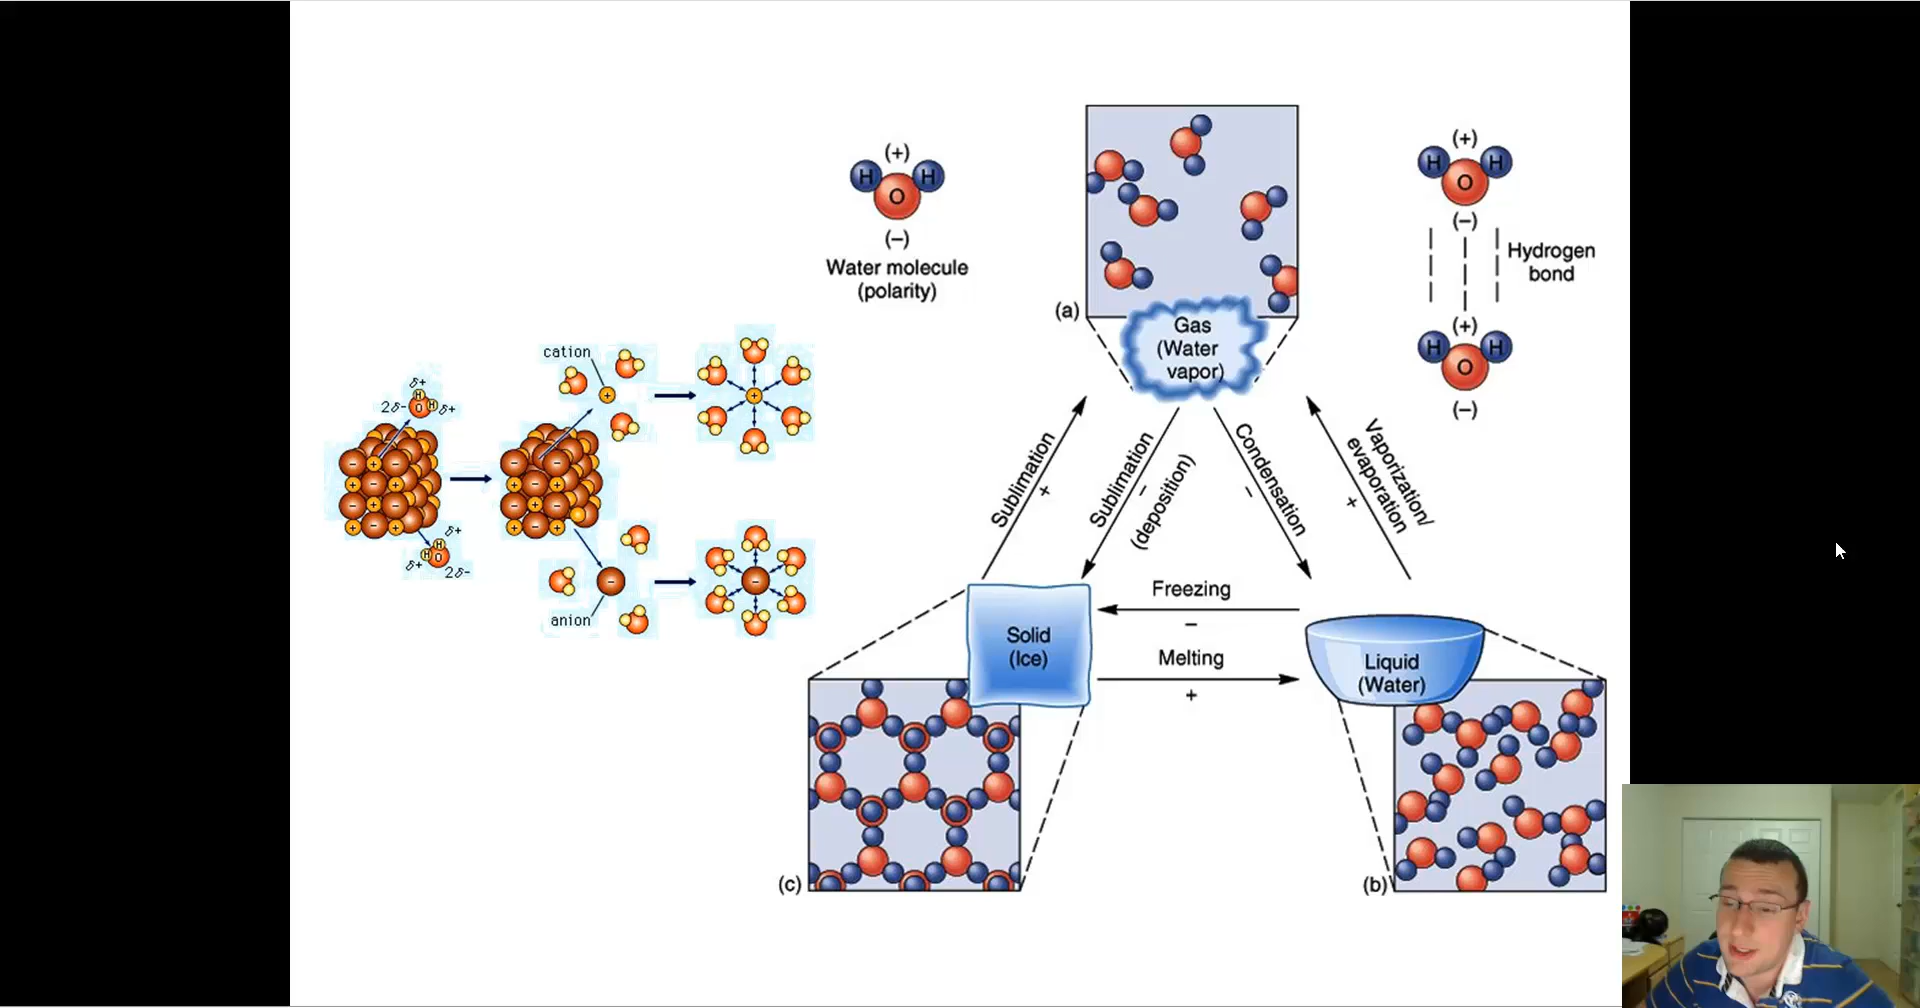 (+)
H H
O
(–)
Water molecule
(polarity)
(a)
Gas
(Water
vapor)
(+)
H H
O
(–)
Hydrogen
bond
(+)
H H
O
(–)
cation
+
+
δ+
H
2δ- O H δ+
- + -
+ - +
- + -
+ - +
δ+
H
H O
δ+ 2δ-
- -
+ - +
- + -
+ - +
-
anion
-
Sublimation
+
Sublimation
–
(deposition)
Condensation
–
Vaporization/
evaporation
+
Freezing
–
Melting
+
Solid
(Ice)
Liquid
(Water)
(c)
(b)